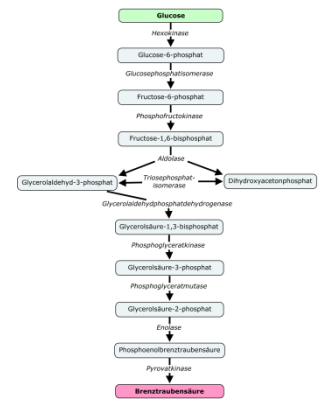 Glucose
Hexokinase
Glucose-6-phosphat
Glucosephosphatisomerase
Fructose-6-phosphat
Phosphofructokinase
Fructose-1,6-bisphosphat
Aldolase
Glycerolaldehyd-3-phosphat
Triosephosphat-
isomerase
Dihydroxyacetonphosphat
Glycerolaldehydphosphatdehydrogenase
Glycerolsäure-1,3-bisphosphat
Phosphoglyceratkinase
Glycerolsäure-3-phosphat
Phosphoglyceratmutase
Glycerolsäure-2-phosphat
Enolase
Phosphoenolbrenztraubensäure
Pyrovatkinase
Brenztraubensäure